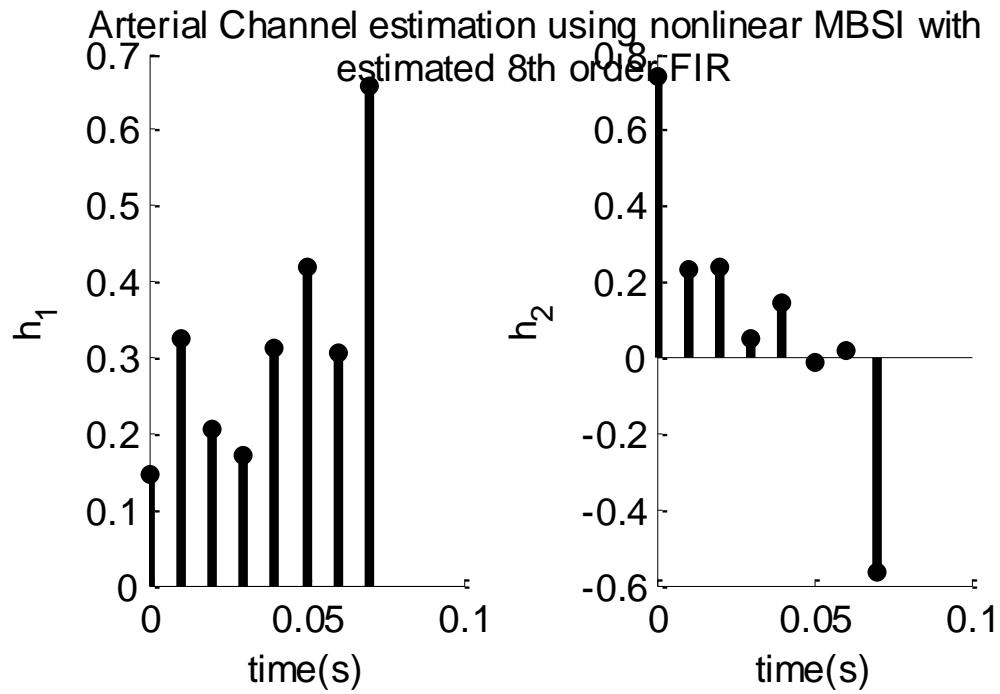 Arterial Channel estimation using nonlinear MBSI with
estimated 8th order FIR
0.7
0.6
0.5
0.4
0.3
0.2
0.1
0
h1
0 0.05 0.1
time(s)
0.8
0.6
0.4
0.2
0
-0.2
-0.4
-0.6
h2
0 0.05 0.1
time(s)